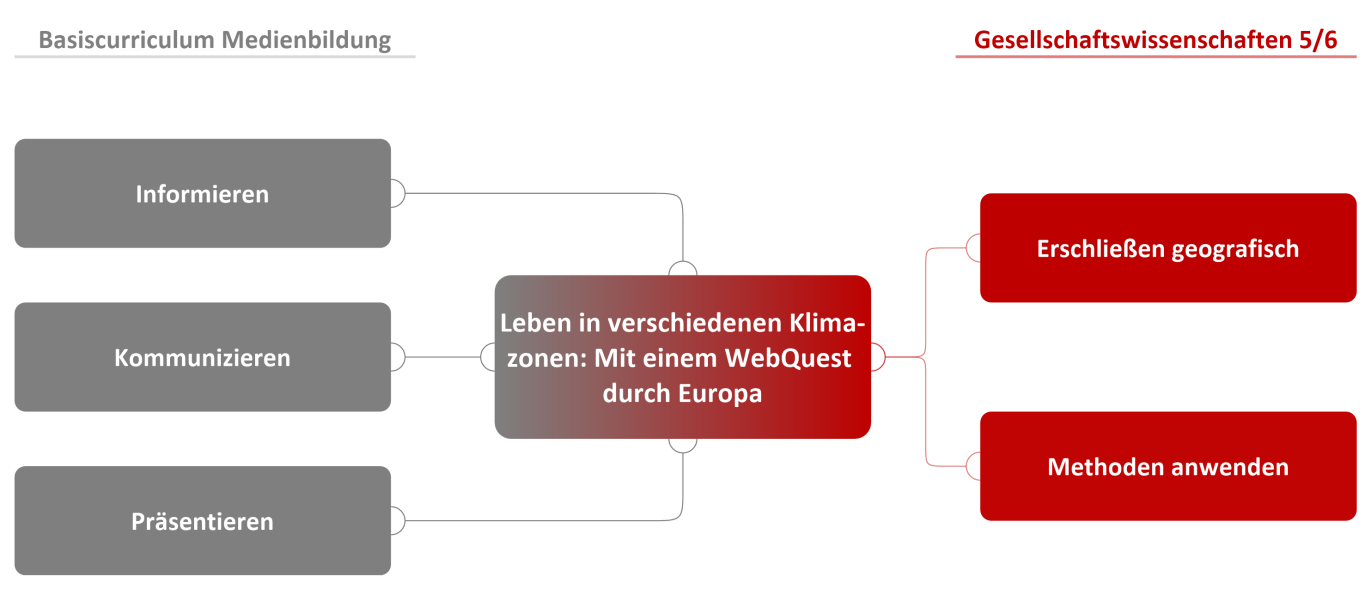 Basiscurriculum Medienbildung
Gesellschaftswissenschaften 5/6
Informieren
Kommunizieren
Präsentieren
Leben in verschiedenen Klima-
zonen: Mit einem WebQuest
durch Europa
Erschließen geografisch
Methoden anwenden